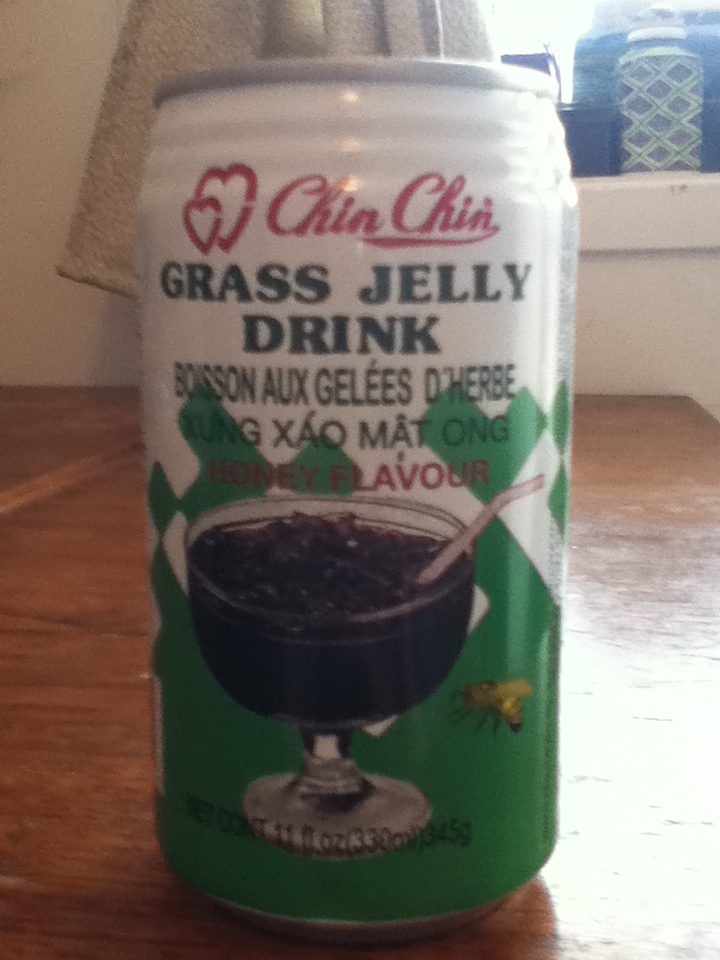 Chin Chin
GRASS JELLY
DRINK
BOISSON AUX GELÉES D'HERBE
XUNG XÁO MẬT ONG
HONEY FLAVOUR
NET CONT 11 fl.oz(330ml)345g